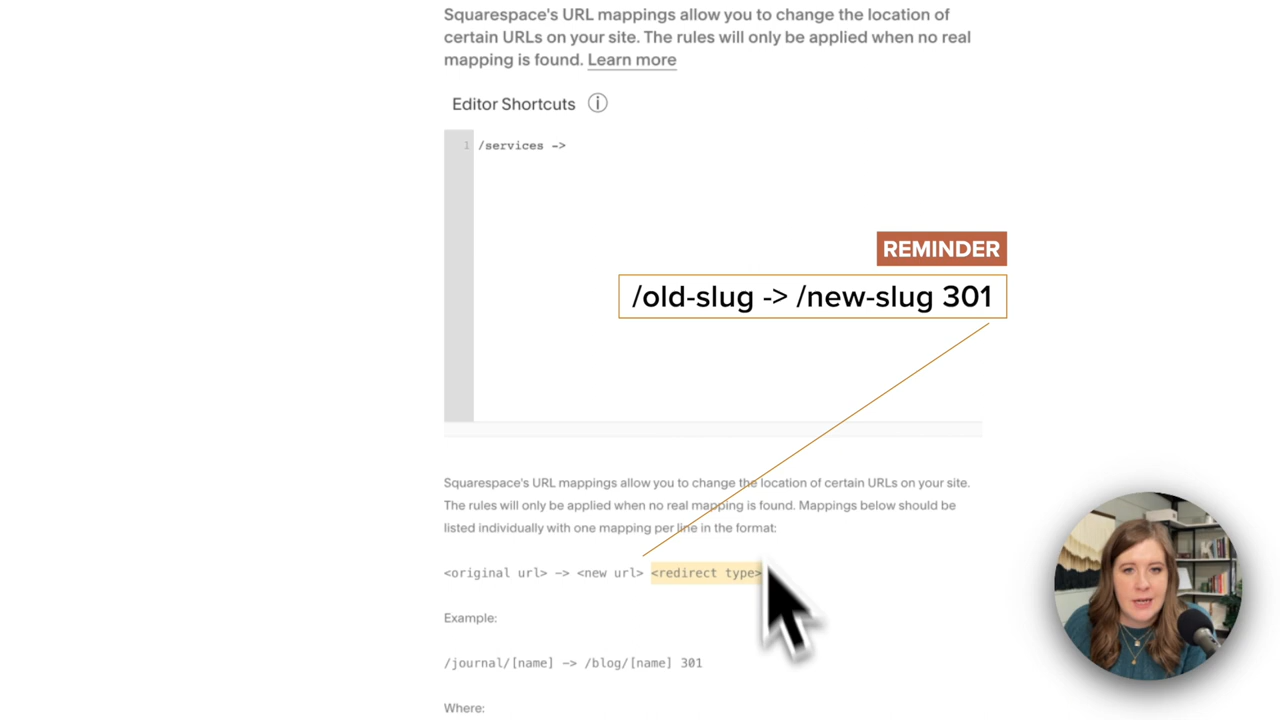 Squarespace's URL mappings allow you to change the location of
certain URLs on your site. The rules will only be applied when no real
mapping is found. Learn more
Editor Shortcuts ⓘ
1 /services ->
REMINDER
/old-slug -> /new-slug 301
Squarespace's URL mappings allow you to change the location of certain URLs on your site.
The rules will only be applied when no real mapping is found. Mappings below should be
listed individually with one mapping per line in the format:
<original url> -> <new url> <redirect type>
Example:
/journal/[name] -> /blog/[name] 301
Where: